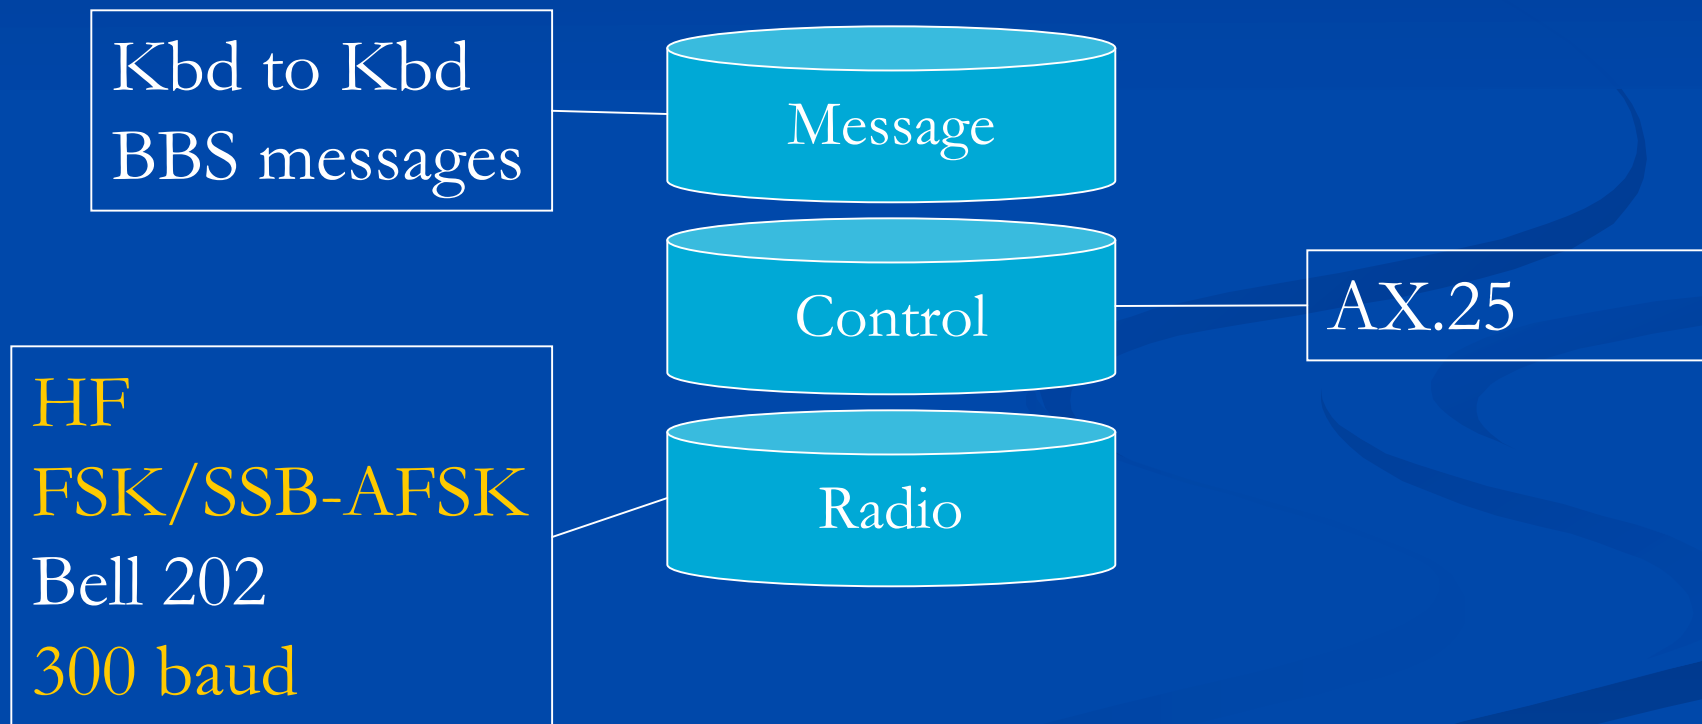 Kbd to Kbd
BBS messages
Message
Control
AX.25
HF
FSK/SSB-AFSK
Bell 202
300 baud
Radio